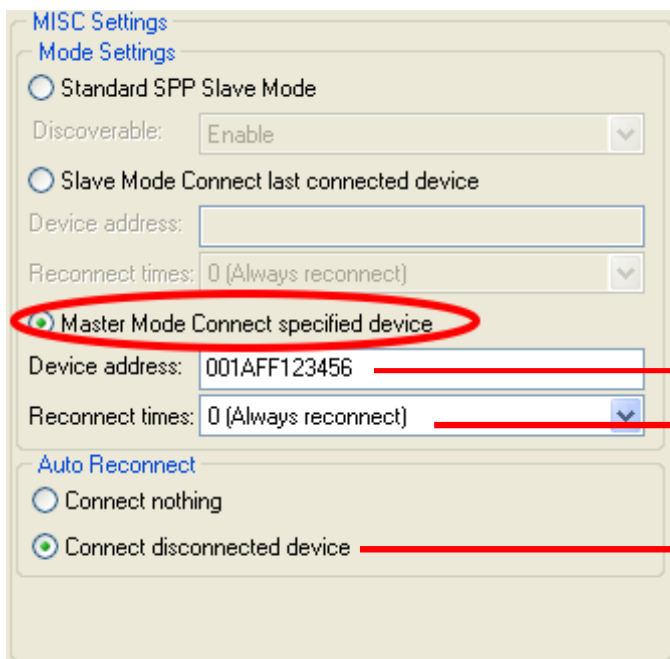 MISC Settings
Mode Settings
Standard SPP Slave Mode
Discoverable: Enable
Slave Mode Connect last connected device
Device address:
Reconnect times: 0 (Always reconnect)
Master Mode Connect specified device
Device address: 001AFF123456
Reconnect times: 0 (Always reconnect)
Auto Reconnect
Connect nothing
Connect disconnected device